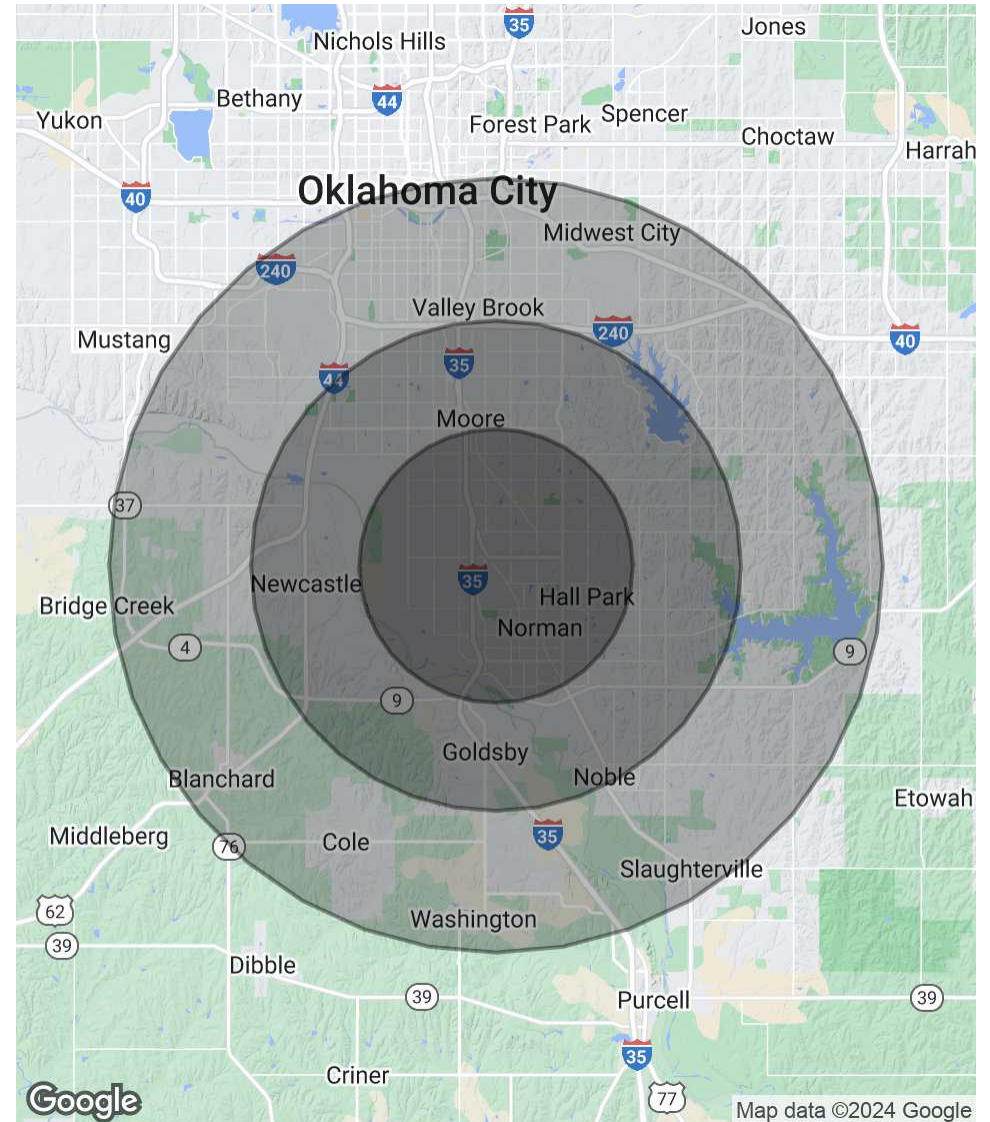 35
Jones
Nichols Hills
44
Bethany
Spencer
Yukon
Forest Park
Choctaw
Harrah
40
Oklahoma City
Midwest City
240
Valley Brook
240
Mustang
40
35
44
Moore
37
35
Newcastle
Hall Park
Bridge Creek
Norman
4
9
9
Goldsby
Noble
Blanchard
Etowah
Middleberg
35
Cole
76
Slaughterville
62
Washington
39
Dibble
39
Purcell
39
35
Criner
77
Google
Map data ©2024 Google